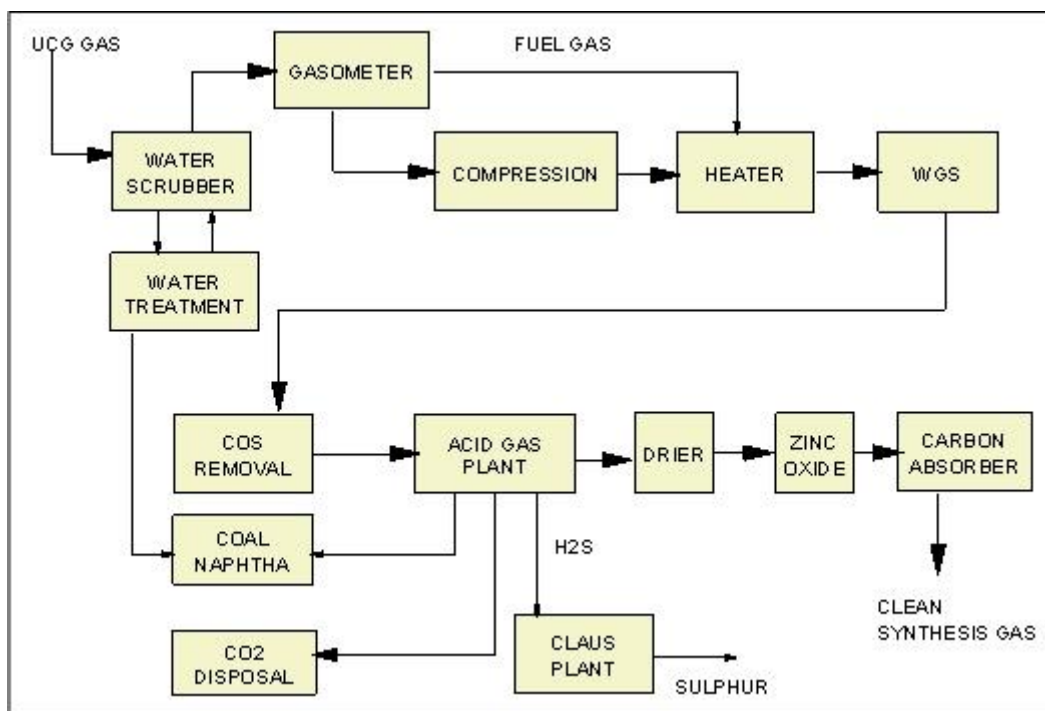 UCG GAS
FUEL GAS
GASOMETER
WATER
SCRUBBER
COMPRESSION
HEATER
WGS
WATER
TREATMENT
COS
REMOVAL
ACID GAS
PLANT
DRIER
ZINC
OXIDE
CARBON
ABSORBER
COAL
NAPHTHA
H2S
CLEAN
SYNTHESIS GAS
CO2
DISPOSAL
CLAUS
PLANT
SULPHUR